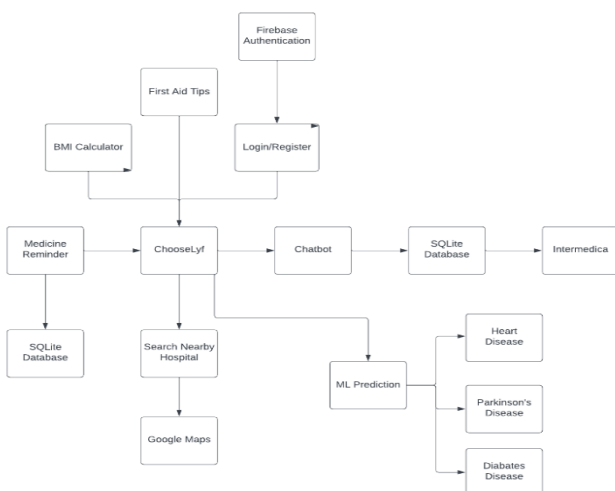 Firebase
Authentication
First Aid Tips
BMI Calculator
Login/Register
Medicine
Reminder
ChooseLyf
Chatbot
SQLite
Database
Intermedica
SQLite
Database
Search Nearby
Hospital
Heart
Disease
ML Prediction
Parkinson's
Disease
Google Maps
Diabates
Disease